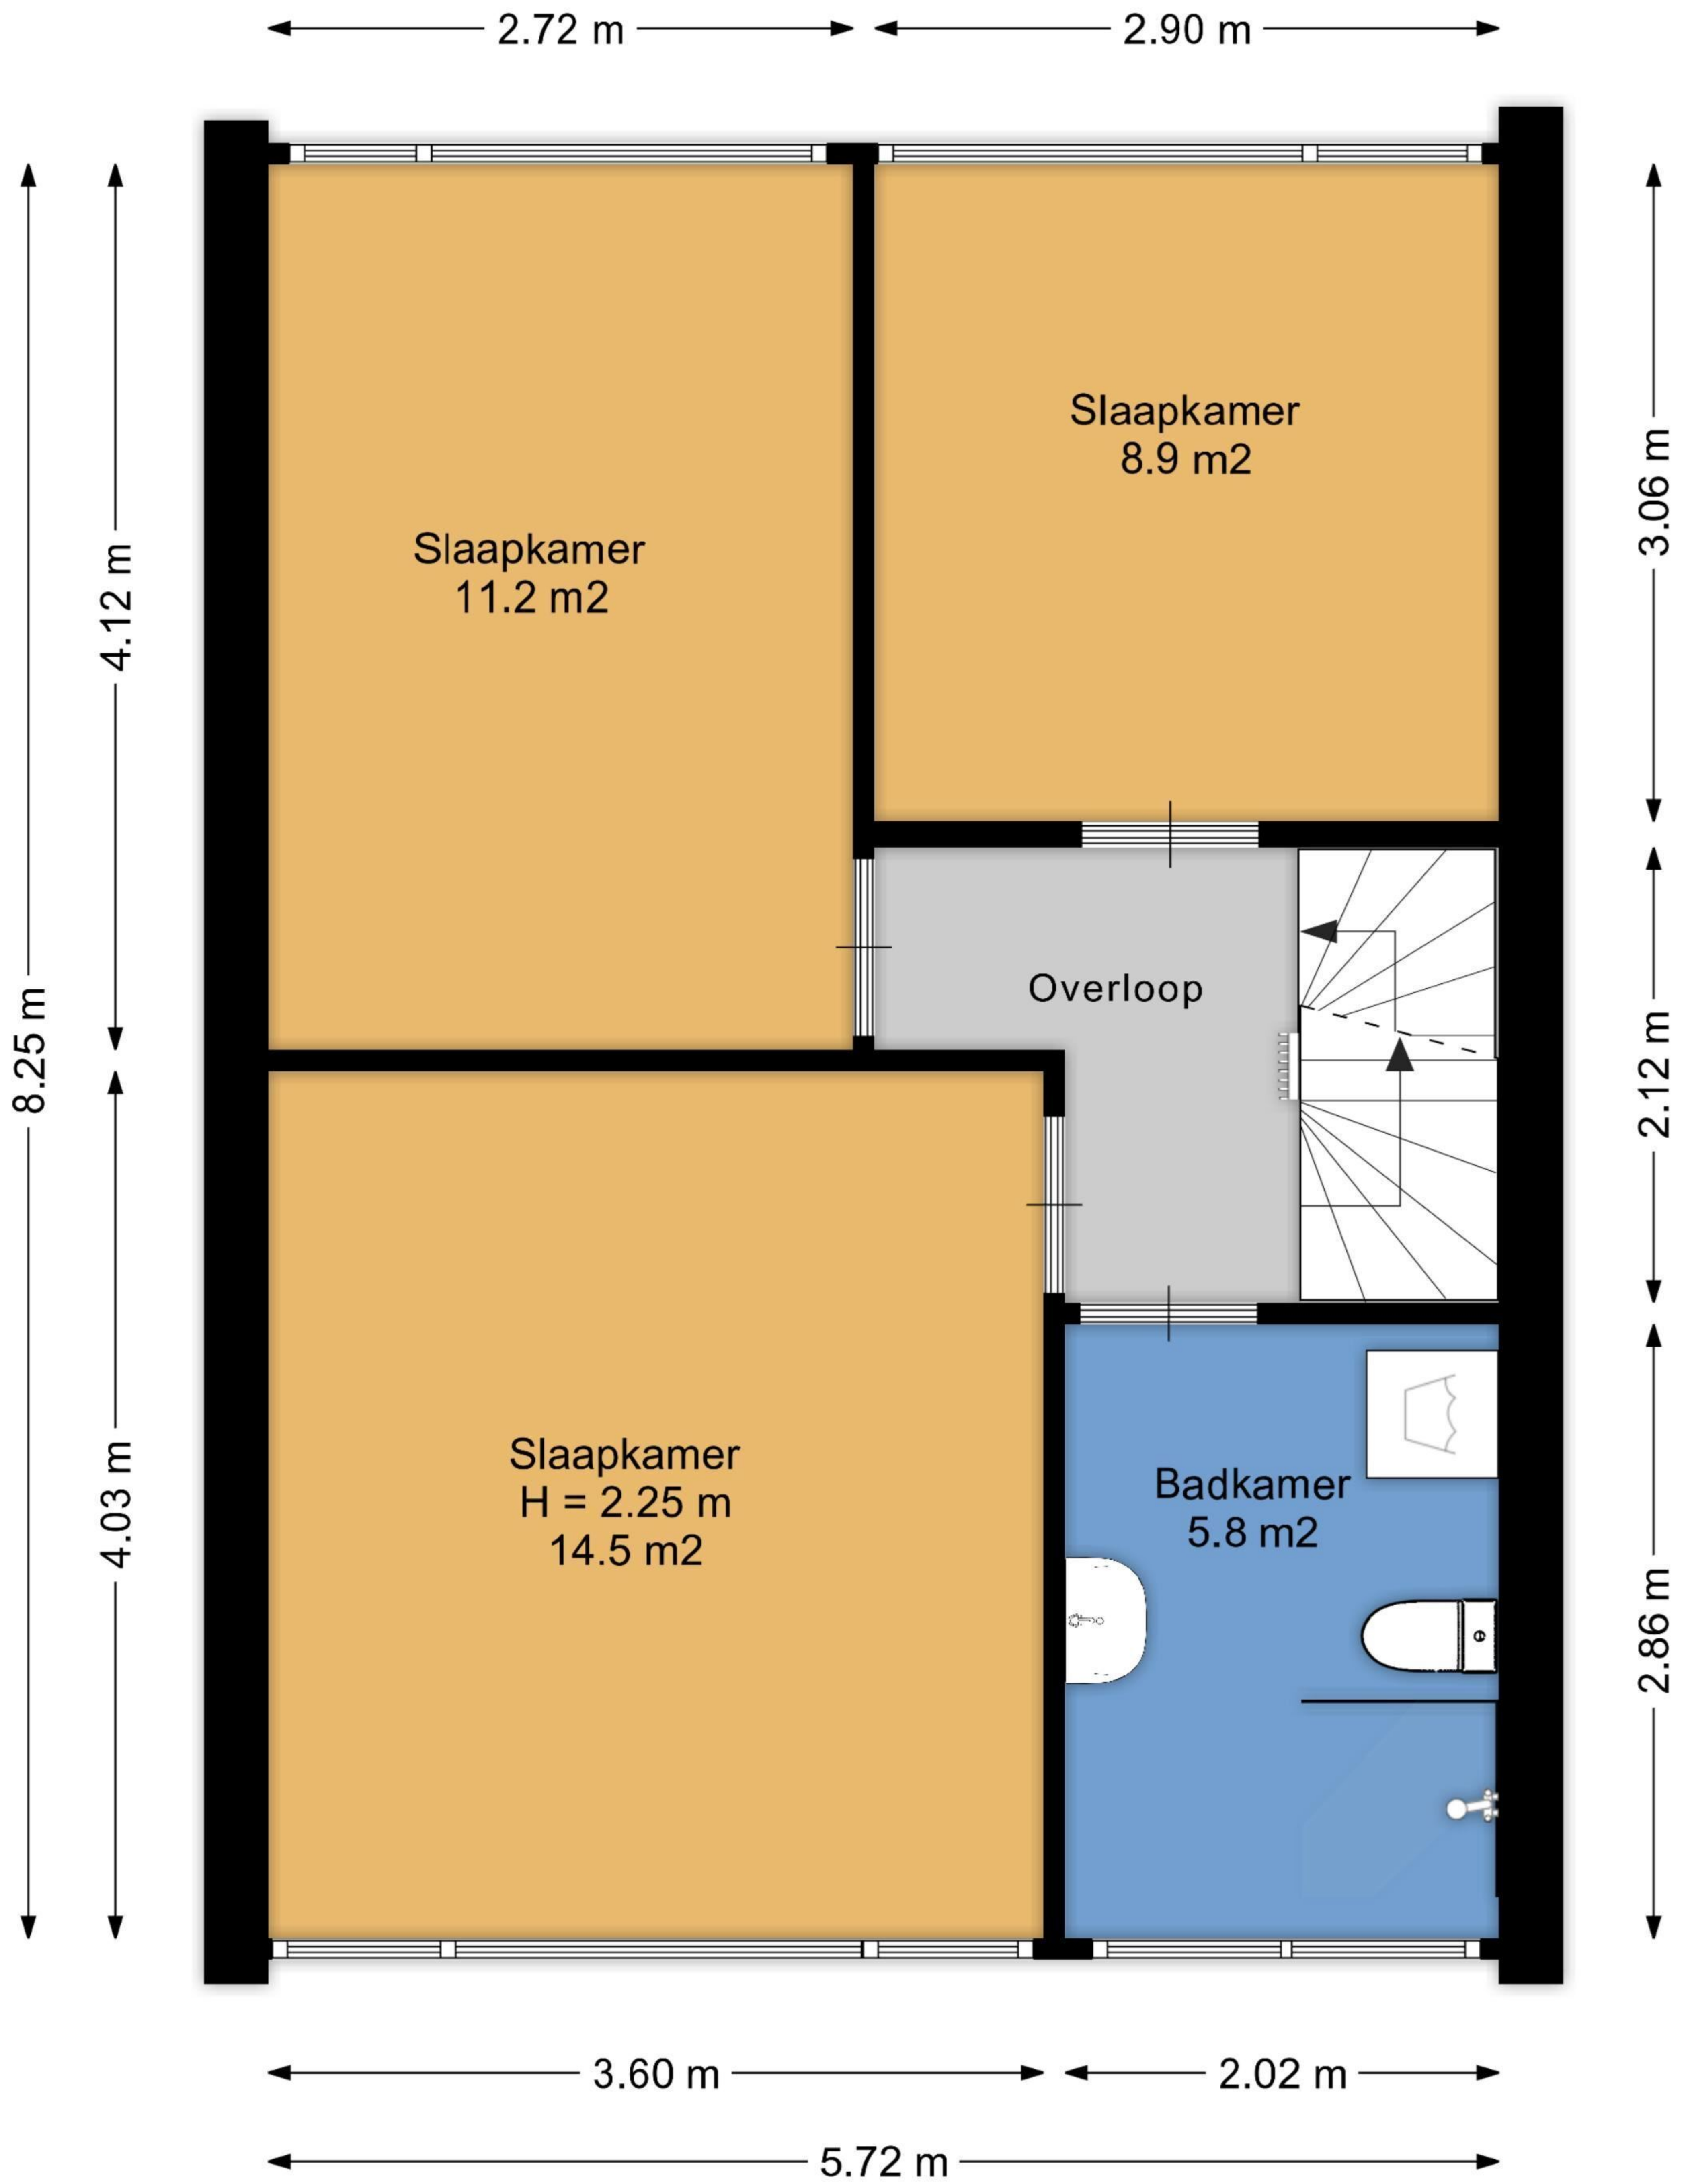 2.72 m
2.90 m
8.25 m
4.12 m
3.06 m
Slaapkamer
8.9 m2
Slaapkamer
11.2 m2
Overloop
2.12 m
4.03 m
Slaapkamer
H = 2.25 m
14.5 m2
Badkamer
5.8 m2
2.86 m
3.60 m
2.02 m
5.72 m